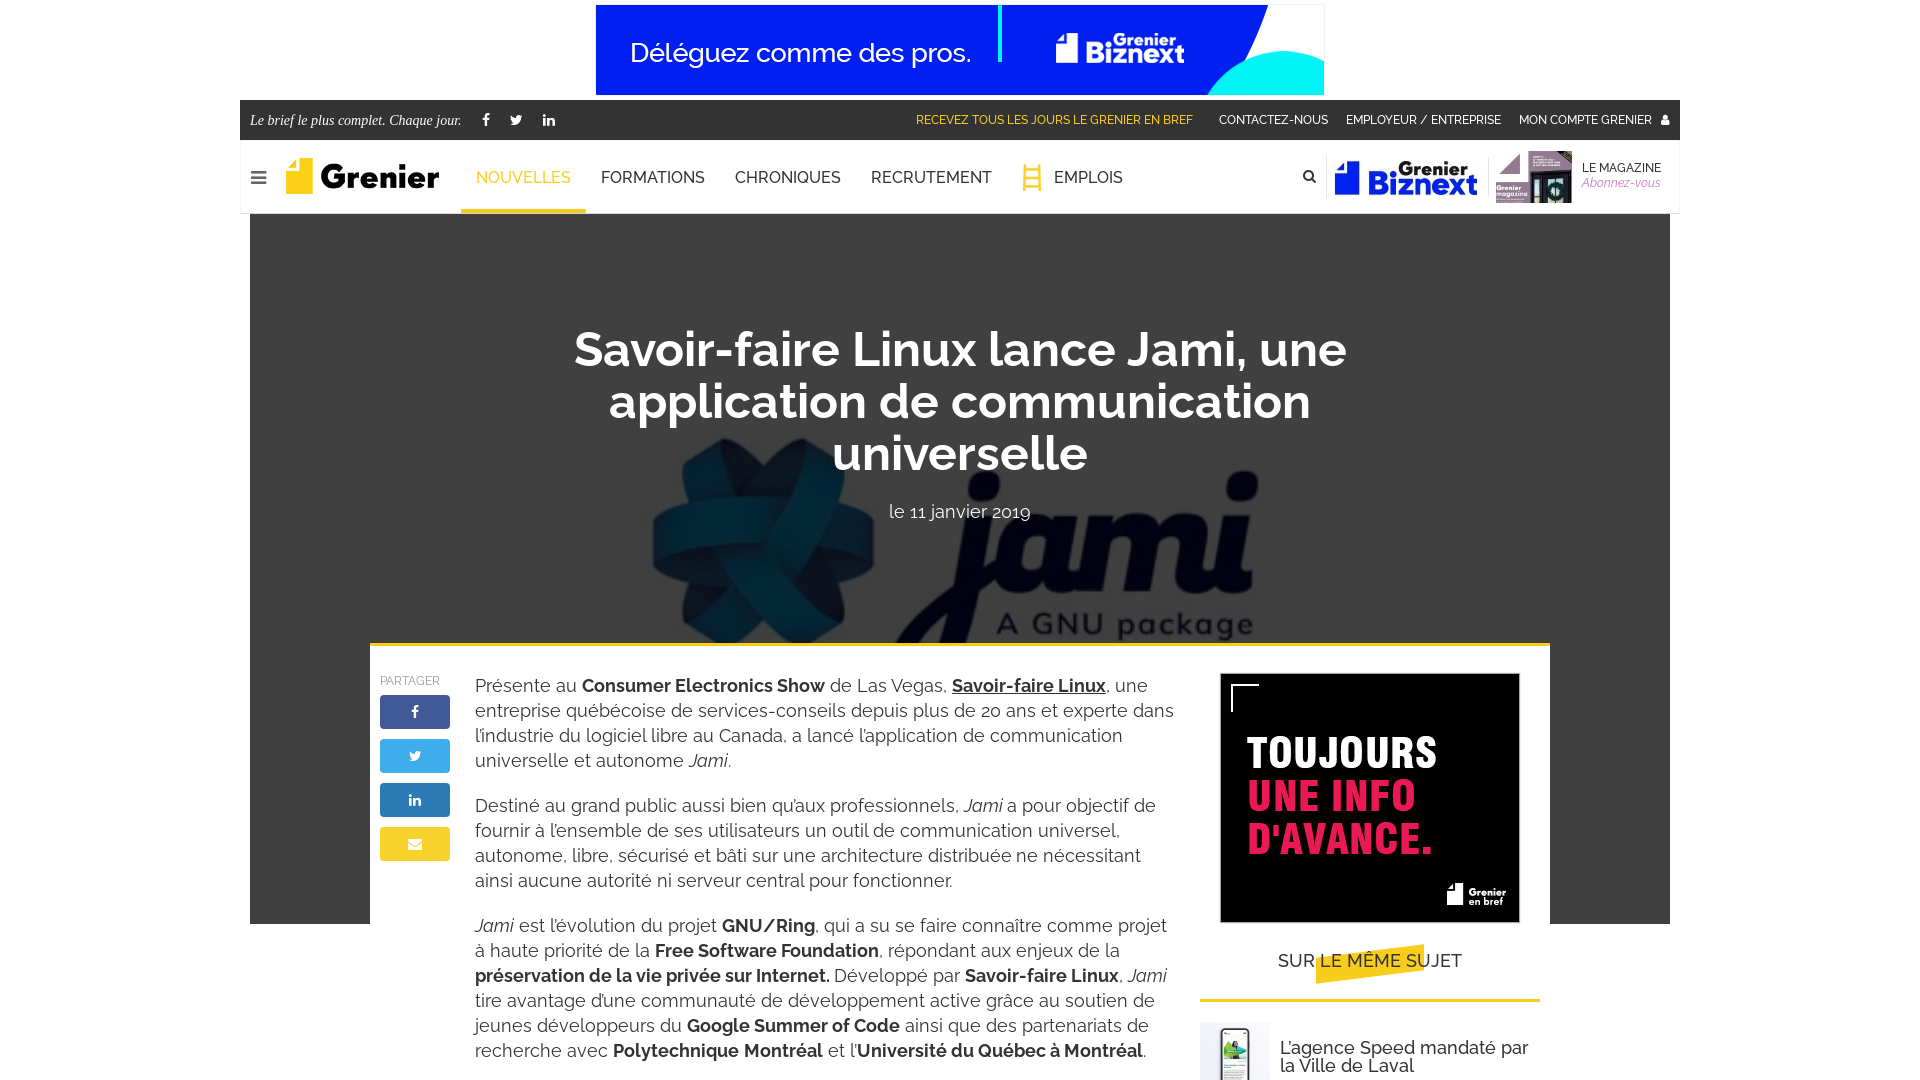 Déléguez comme des pros.
Grenier
Biznext
Le brief le plus complet. Chaque jour.
RECEVEZ TOUS LES JOURS LE GRENIER EN BREF
CONTACTEZ-NOUS
EMPLOYEUR / ENTREPRISE
MON COMPTE GRENIER
Grenier
NOUVELLES
FORMATIONS
CHRONIQUES
RECRUTEMENT
EMPLOIS
Grenier
Biznext
Grenier
magazine
LE MAGAZINE
Abonnez-vous
Savoir-faire Linux lance Jami, une
application de communication
universelle
le 11 janvier 2019
jami
A GNU package
PARTAGER
Présente au Consumer Electronics Show de Las Vegas, Savoir-faire Linux, une
entreprise québécoise de services-conseils depuis plus de 20 ans et experte dans
l’industrie du logiciel libre au Canada, a lancé l’application de communication
universelle et autonome Jami.
Destiné au grand public aussi bien qu’aux professionnels, Jami a pour objectif de
fournir à l’ensemble de ses utilisateurs un outil de communication universel,
autonome, libre, sécurisé et bâti sur une architecture distribuée ne nécessitant
ainsi aucune autorité ni serveur central pour fonctionner.
Jami est l’évolution du projet GNU/Ring, qui a su se faire connaître comme projet
à haute priorité de la Free Software Foundation, répondant aux enjeux de la
préservation de la vie privée sur Internet. Développé par Savoir-faire Linux, Jami
tire avantage d’une communauté de développement active grâce au soutien de
jeunes développeurs du Google Summer of Code ainsi que des partenariats de
recherche avec Polytechnique Montréal et l’Université du Québec à Montréal.
TOUJOURS
UNE INFO
D'AVANCE.
Grenier
en bref
SUR LE MÊME SUJET
L’agence Speed mandaté par
la Ville de Laval